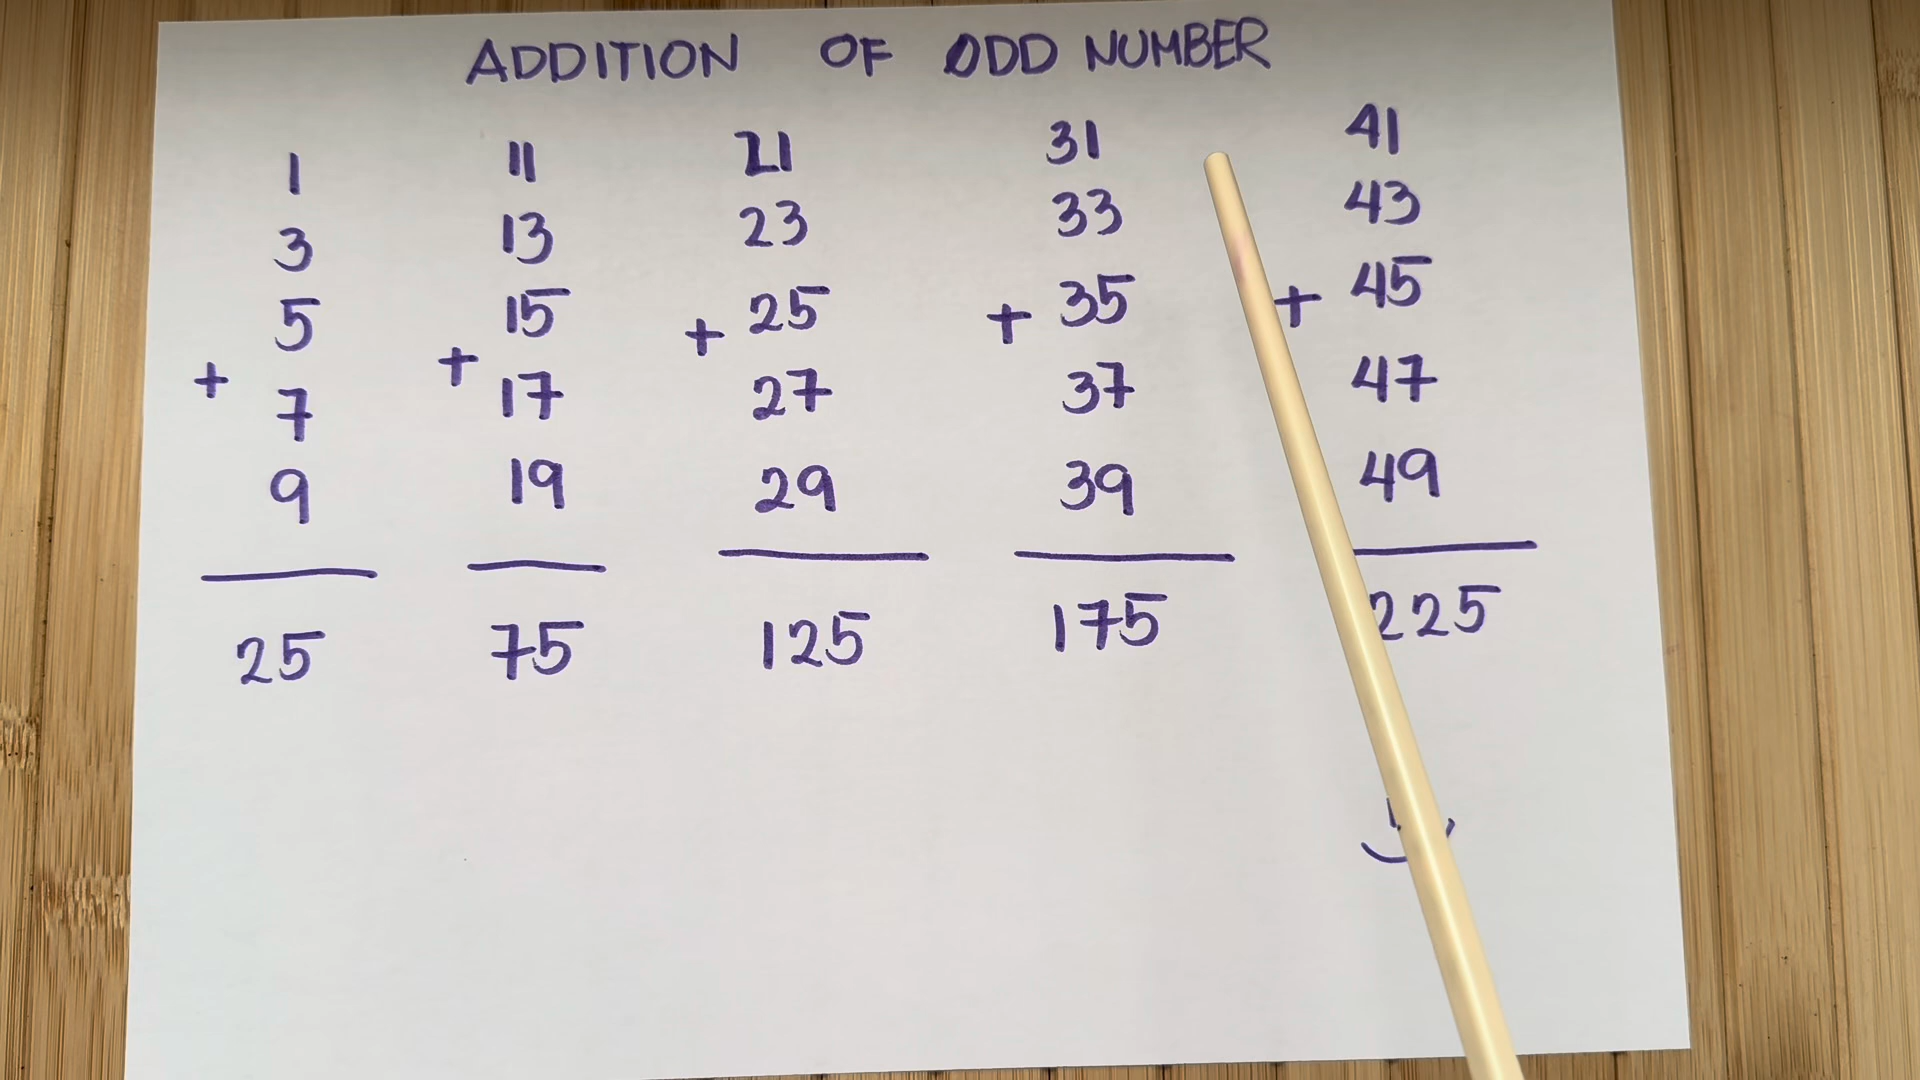 ADDITION OF ODD NUMBER
1 11 21 31 41
3 13 23 33 43
5 15 + 25 + 35 + 45
+ 7 + 17 27 37 47
9 19 29 39 49
25 75 125 175 225